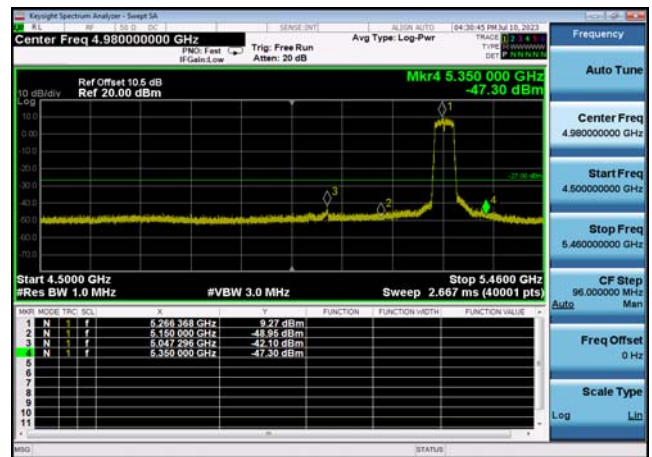 Keysight Spectrum Analyzer - Swept SA
RL RF 50 Ω DC SENSE:INT ALIGN AUTO 04:30:45 PM Jul 10, 2023
Center Freq 4.980000000 GHz
PNO: Fast
IFGain:Low
Trig: Free Run
Atten: 20 dB
Avg Type: Log-Pwr
TRACE 1 2 3 4 5 6
TYPE
DET P N N N N N
Ref Offset 10.5 dB
Ref 20.00 dBm
10 dB/div
Log
Mkr4 5.350 000 GHz
-47.30 dBm
10.0
0.00
-10.0
-20.0
-30.0
-40.0
-50.0
-60.0
-70.0
-27.00 dBm
1
2
3
4
Start 4.5000 GHz
#Res BW 1.0 MHz
#VBW 3.0 MHz
Stop 5.4600 GHz
Sweep 2.667 ms (40001 pts)
MKR MODE TRC SCL X Y FUNCTION FUNCTION WIDTH FUNCTION VALUE
1 N 1 f 5.266 368 GHz 9.27 dBm
2 N 1 f 5.150 000 GHz -48.95 dBm
3 N 1 f 5.047 296 GHz -42.10 dBm
4 N 1 f 5.350 000 GHz -47.30 dBm
5
6
7
8
9
10
11
MSG STATUS
Frequency
Auto Tune
Center Freq
4.980000000 GHz
Start Freq
4.500000000 GHz
Stop Freq
5.460000000 GHz
CF Step
96.000000 MHz
Auto Man
Freq Offset
0 Hz
Scale Type
Log Lin